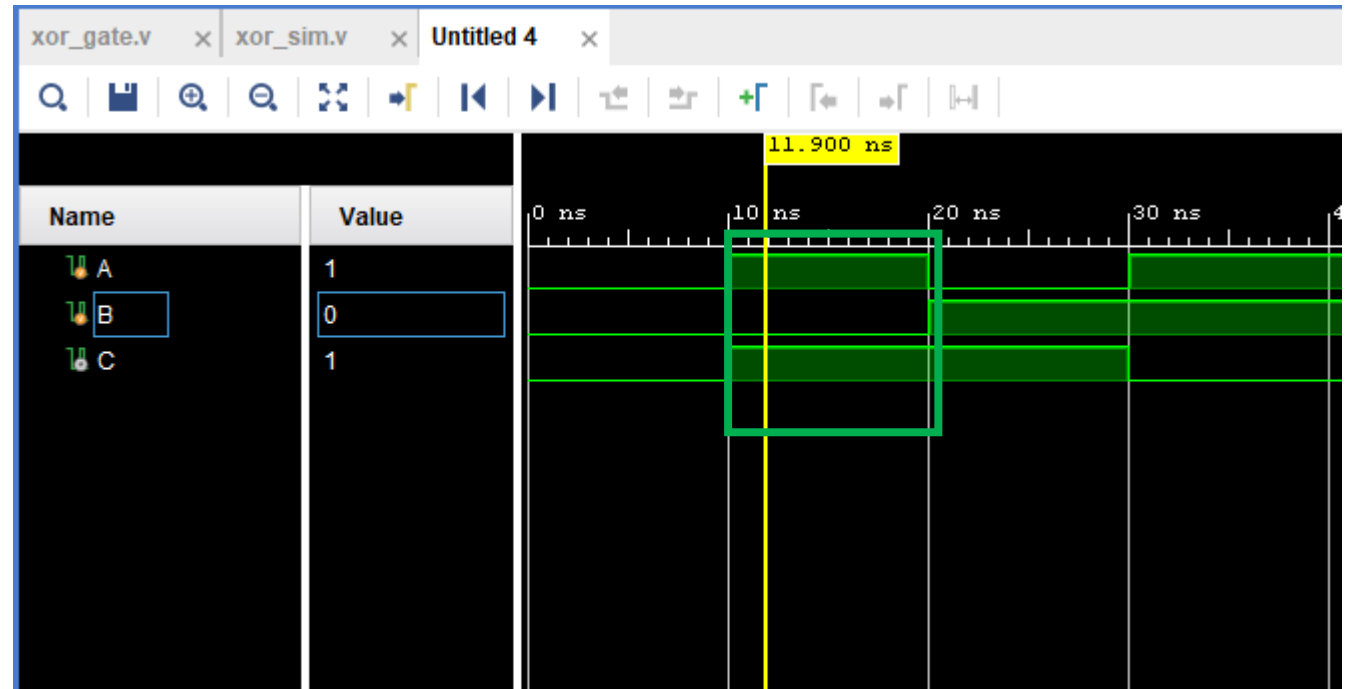 xor_gate.v xor_sim.v Untitled 4
11.900 ns
Name Value 0 ns 10 ns 20 ns 30 ns 4
A 1
B 0
C 1